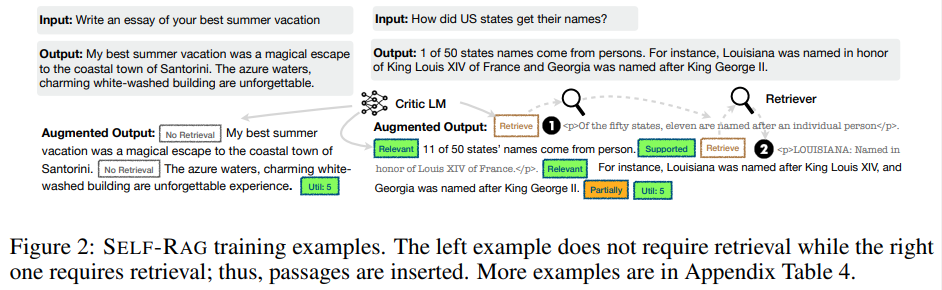 Input: Write an essay of your best summer vacation
Output: My best summer vacation was a magical escape
to the coastal town of Santorini. The azure waters,
charming white-washed building are unforgettable.
Augmented Output: No Retrieval My best summer
vacation was a magical escape to the coastal town of
Santorini. No Retrieval The azure waters, charming white-
washed building are unforgettable experience. Util: 5
Input: How did US states get their names?
Output: 1 of 50 states names come from persons. For instance, Louisiana was named in honor
of King Louis XIV of France and Georgia was named after King George II.
Critic LM
Retriever
Augmented Output: Retrieve 1 <p>Of the fifty states, eleven are named after an individual person</p>.
Relevant 11 of 50 states' names come from person. Supported Retrieve 2 <p>LOUISIANA: Named in
honor of Louis XIV of France.</p>. Relevant For instance, Louisiana was named after King Louis XIV, and
Georgia was named after King George II. Partially Util: 5
Figure 2: SELF-RAG training examples. The left example does not require retrieval while the right
one requires retrieval; thus, passages are inserted. More examples are in Appendix Table 4.